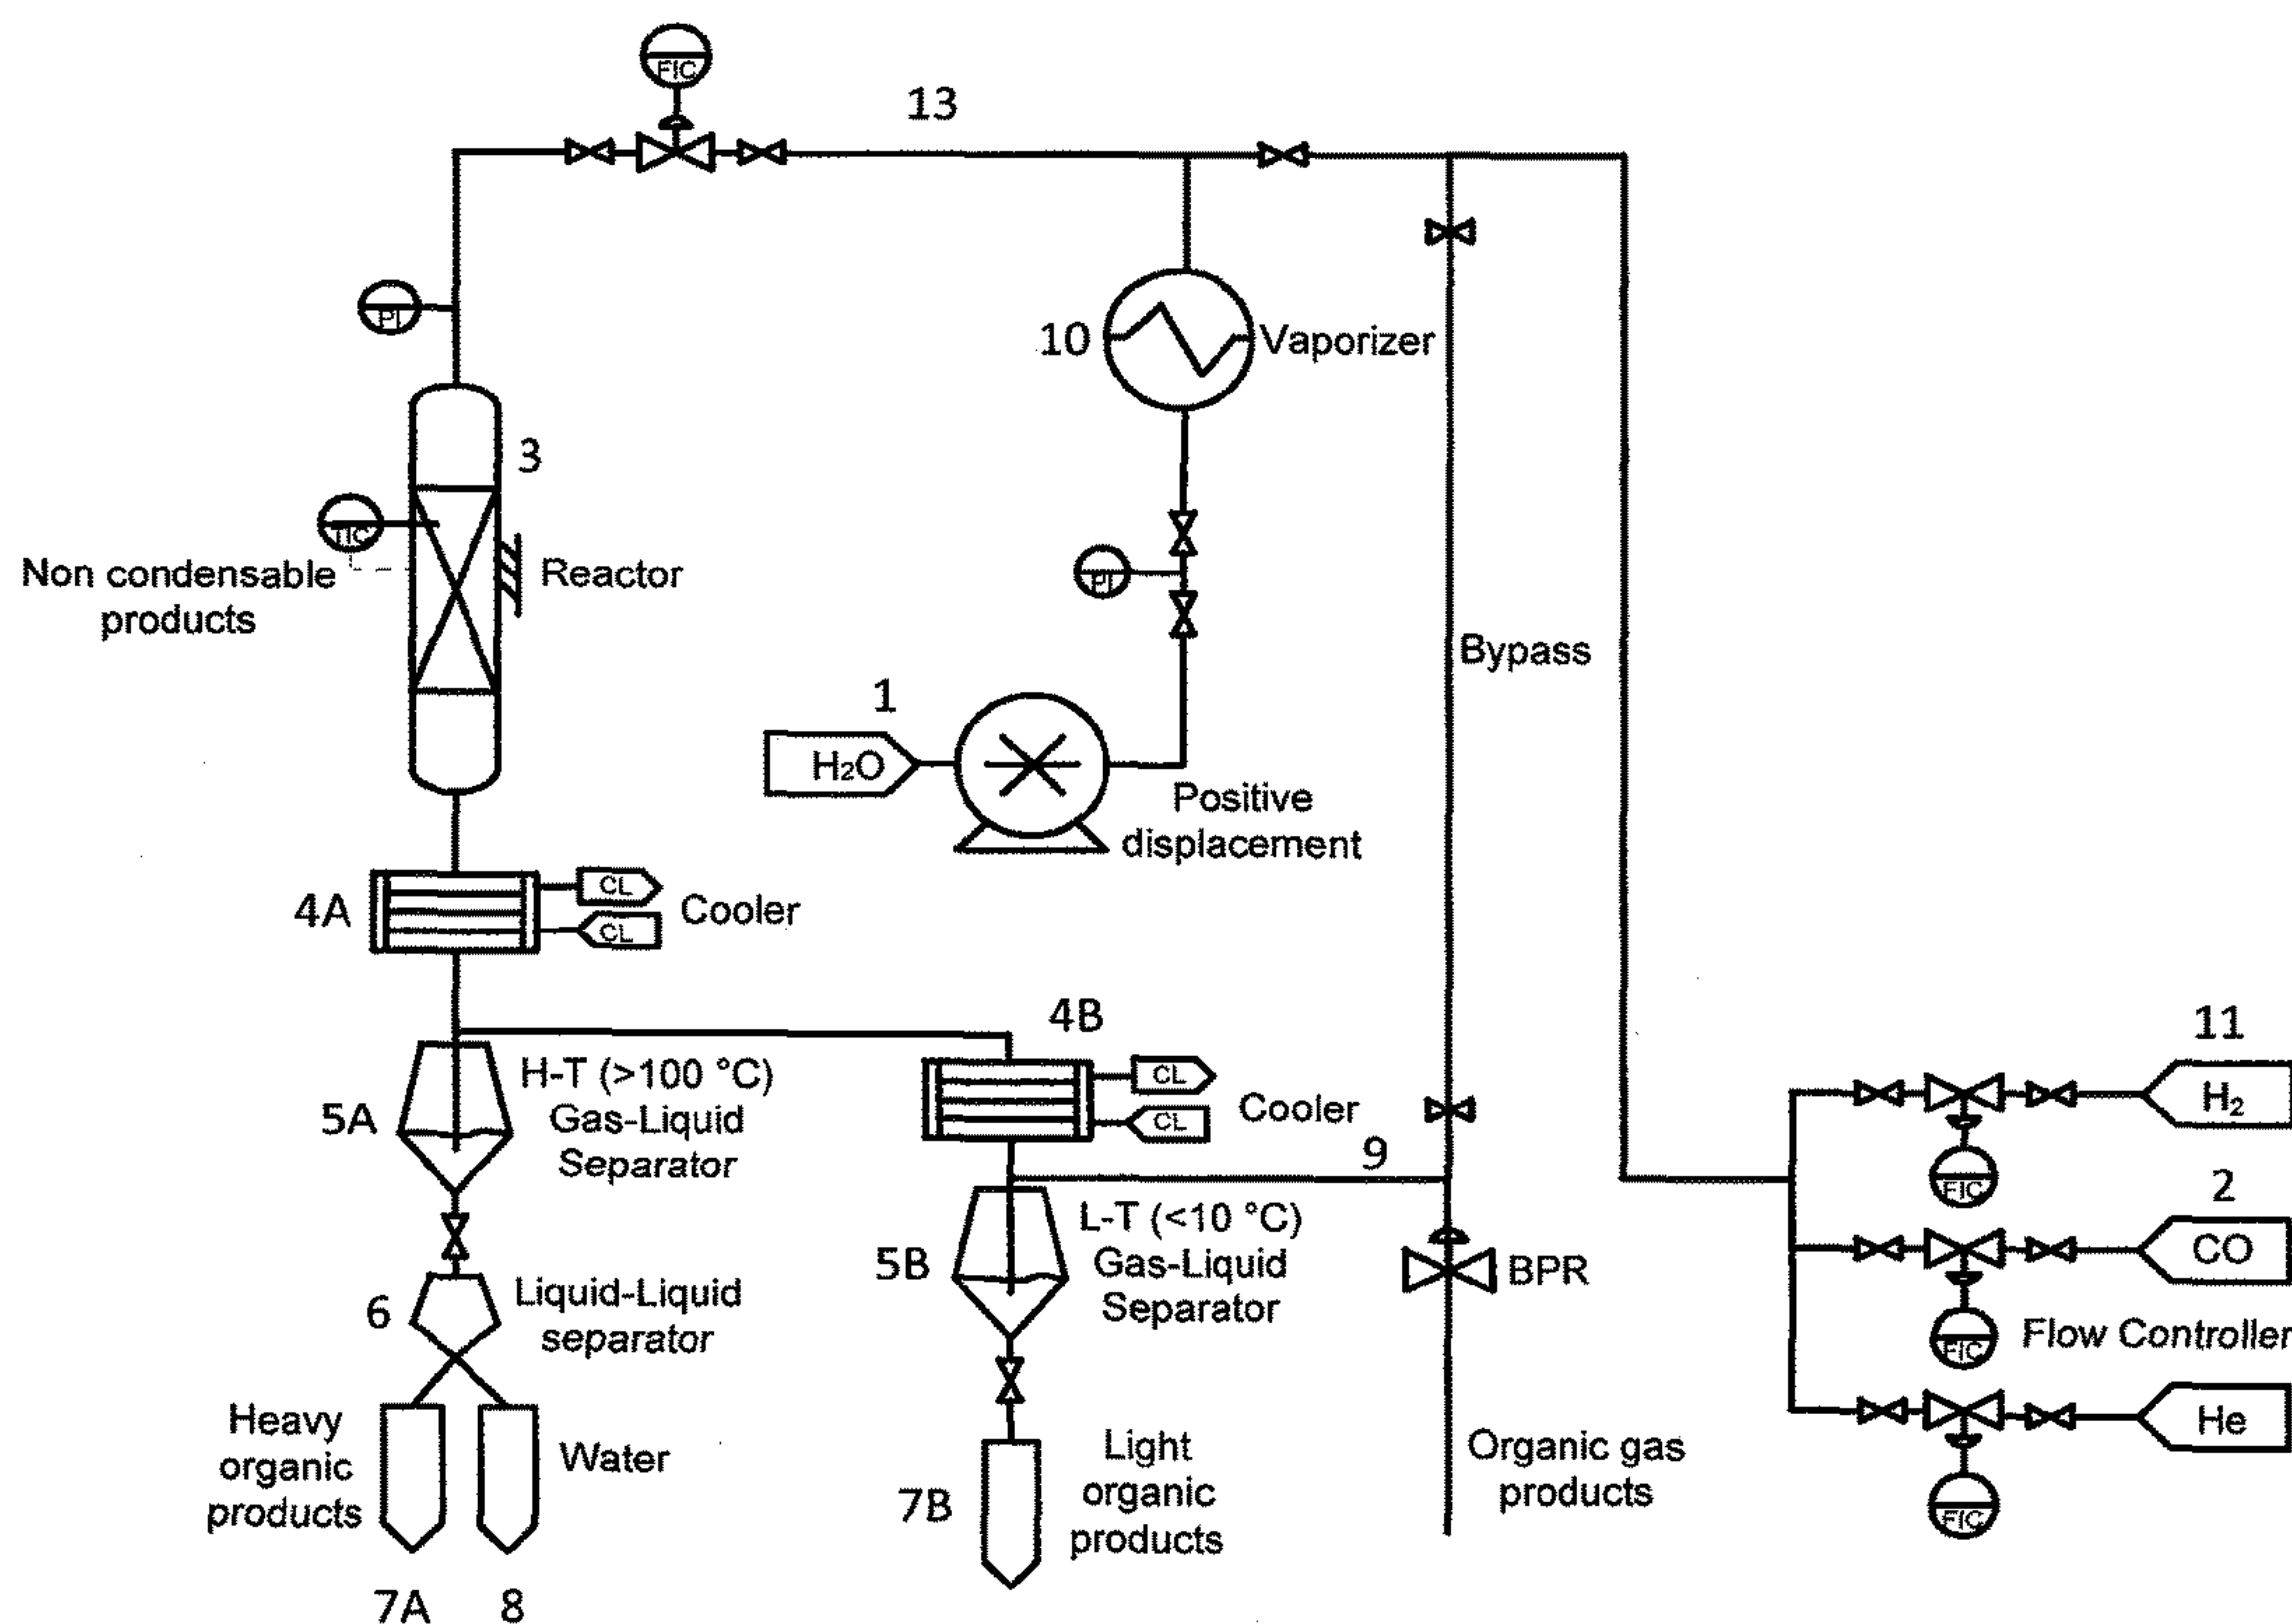 FIC
13
PI
10
Vaporizer
3
TIC
Non condensable
products
Reactor
PI
Bypass
1
H₂O
Positive
displacement
4A
CL
CL
Cooler
4B
CL
CL
Cooler
H-T (>100 °C)
Gas-Liquid
Separator
5A
9
11
H₂
FIC
2
CO
FIC
Flow Controller
He
FIC
L-T (<10 °C)
Gas-Liquid
Separator
5B
BPR
6
Liquid-Liquid
separator
Heavy
organic
products
Water
7B
Light
organic
products
Organic gas
products
7A
8